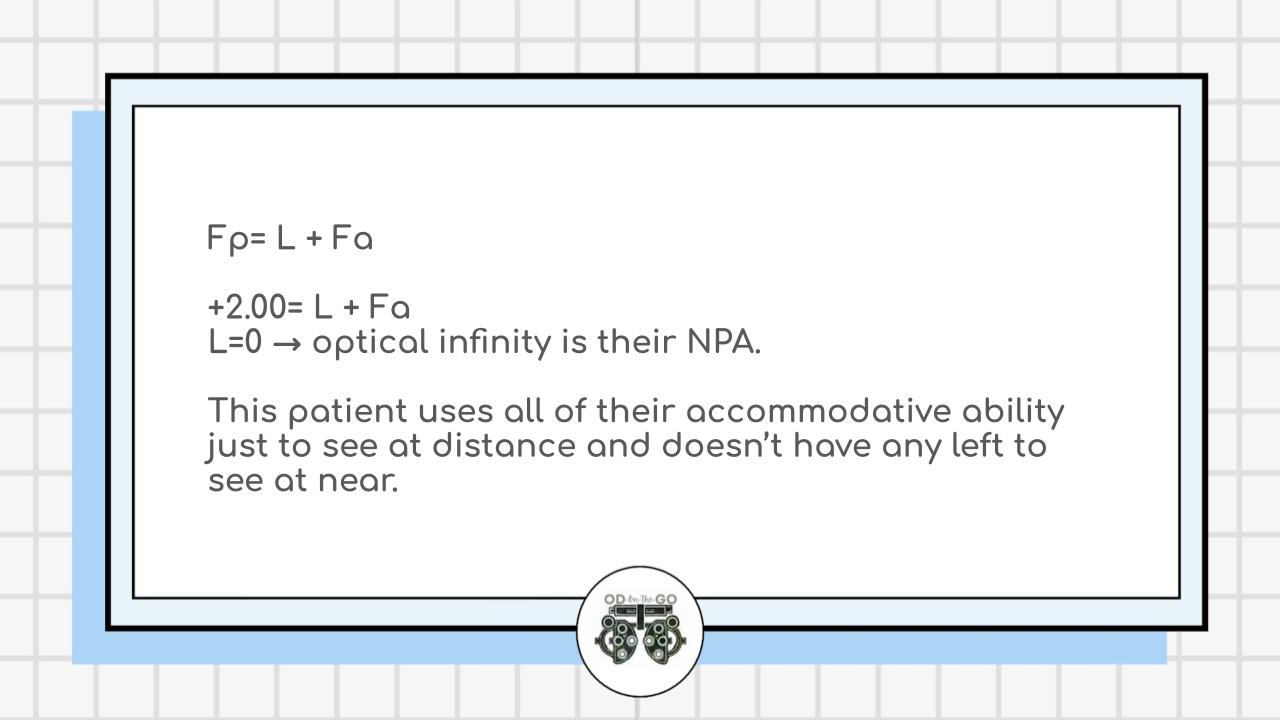 Fp= L + Fa
+2.00= L + Fa
L=0 → optical infinity is their NPA.
This patient uses all of their accommodative ability
just to see at distance and doesn’t have any left to
see at near.
OD-On-The-GO